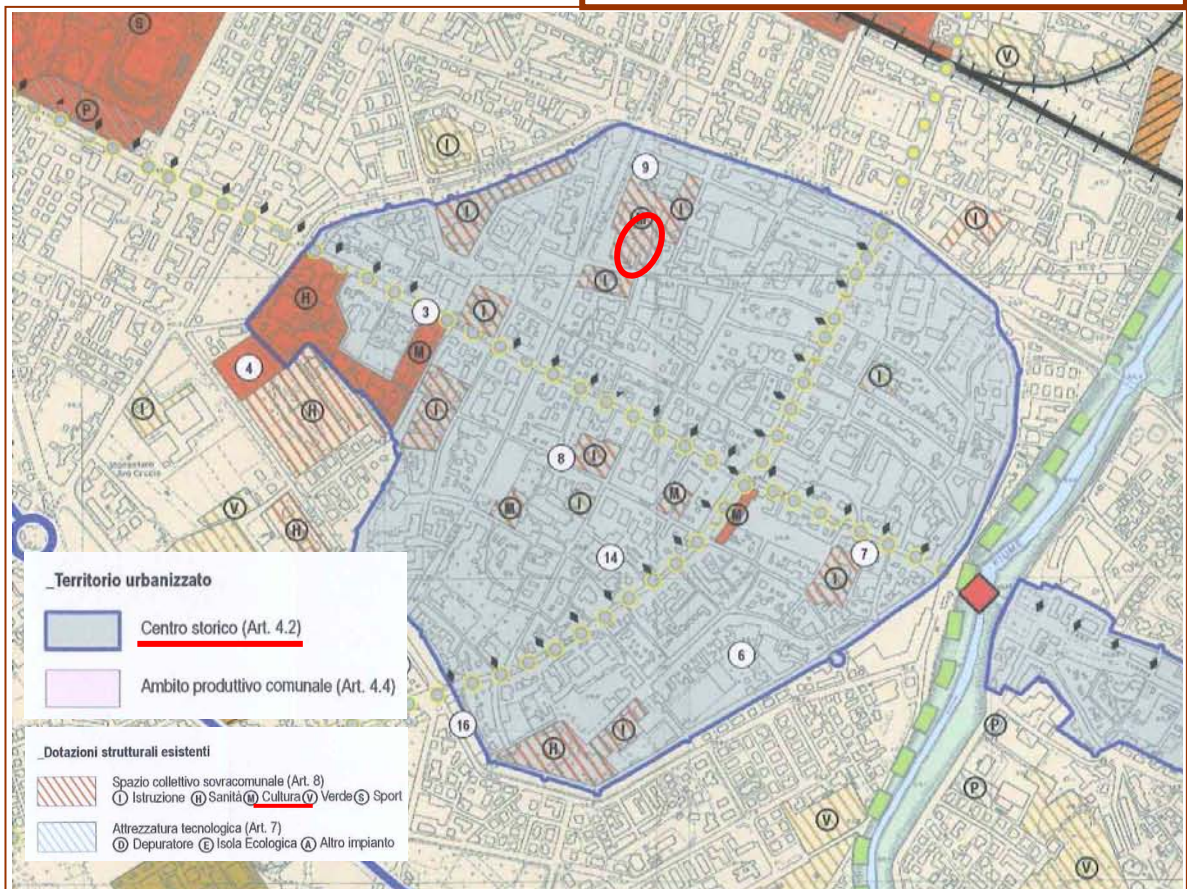 S
V
P
I
9
I
I
I
I
H
3
I
M
4
I
H
I
I
8
I
M
M
I
V
M
H
14
7
I
FIUME
6
16
I
H
P
P
V
V
_Territorio urbanizzato
Centro storico (Art. 4.2)
Ambito produttivo comunale (Art. 4.4)
_Dotazioni strutturali esistenti
Spazio collettivo sovracomunale (Art. 8)
I Istruzione H Sanità M Cultura V Verde S Sport
Attrezzatura tecnologica (Art. 7)
D Depuratore E Isola Ecologica A Altro impianto